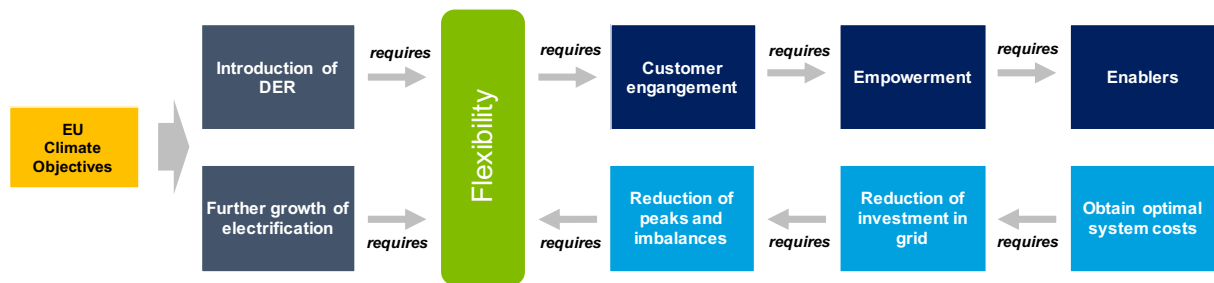 EU
Climate
Objectives
Introduction of
DER
requires
Flexibility
requires
Customer
engangement
requires
Empowerment
requires
Enablers
Further growth of
electrification
requires
requires
Reduction of
peaks and
imbalances
requires
Reduction of
investment in
grid
requires
Obtain optimal
system costs